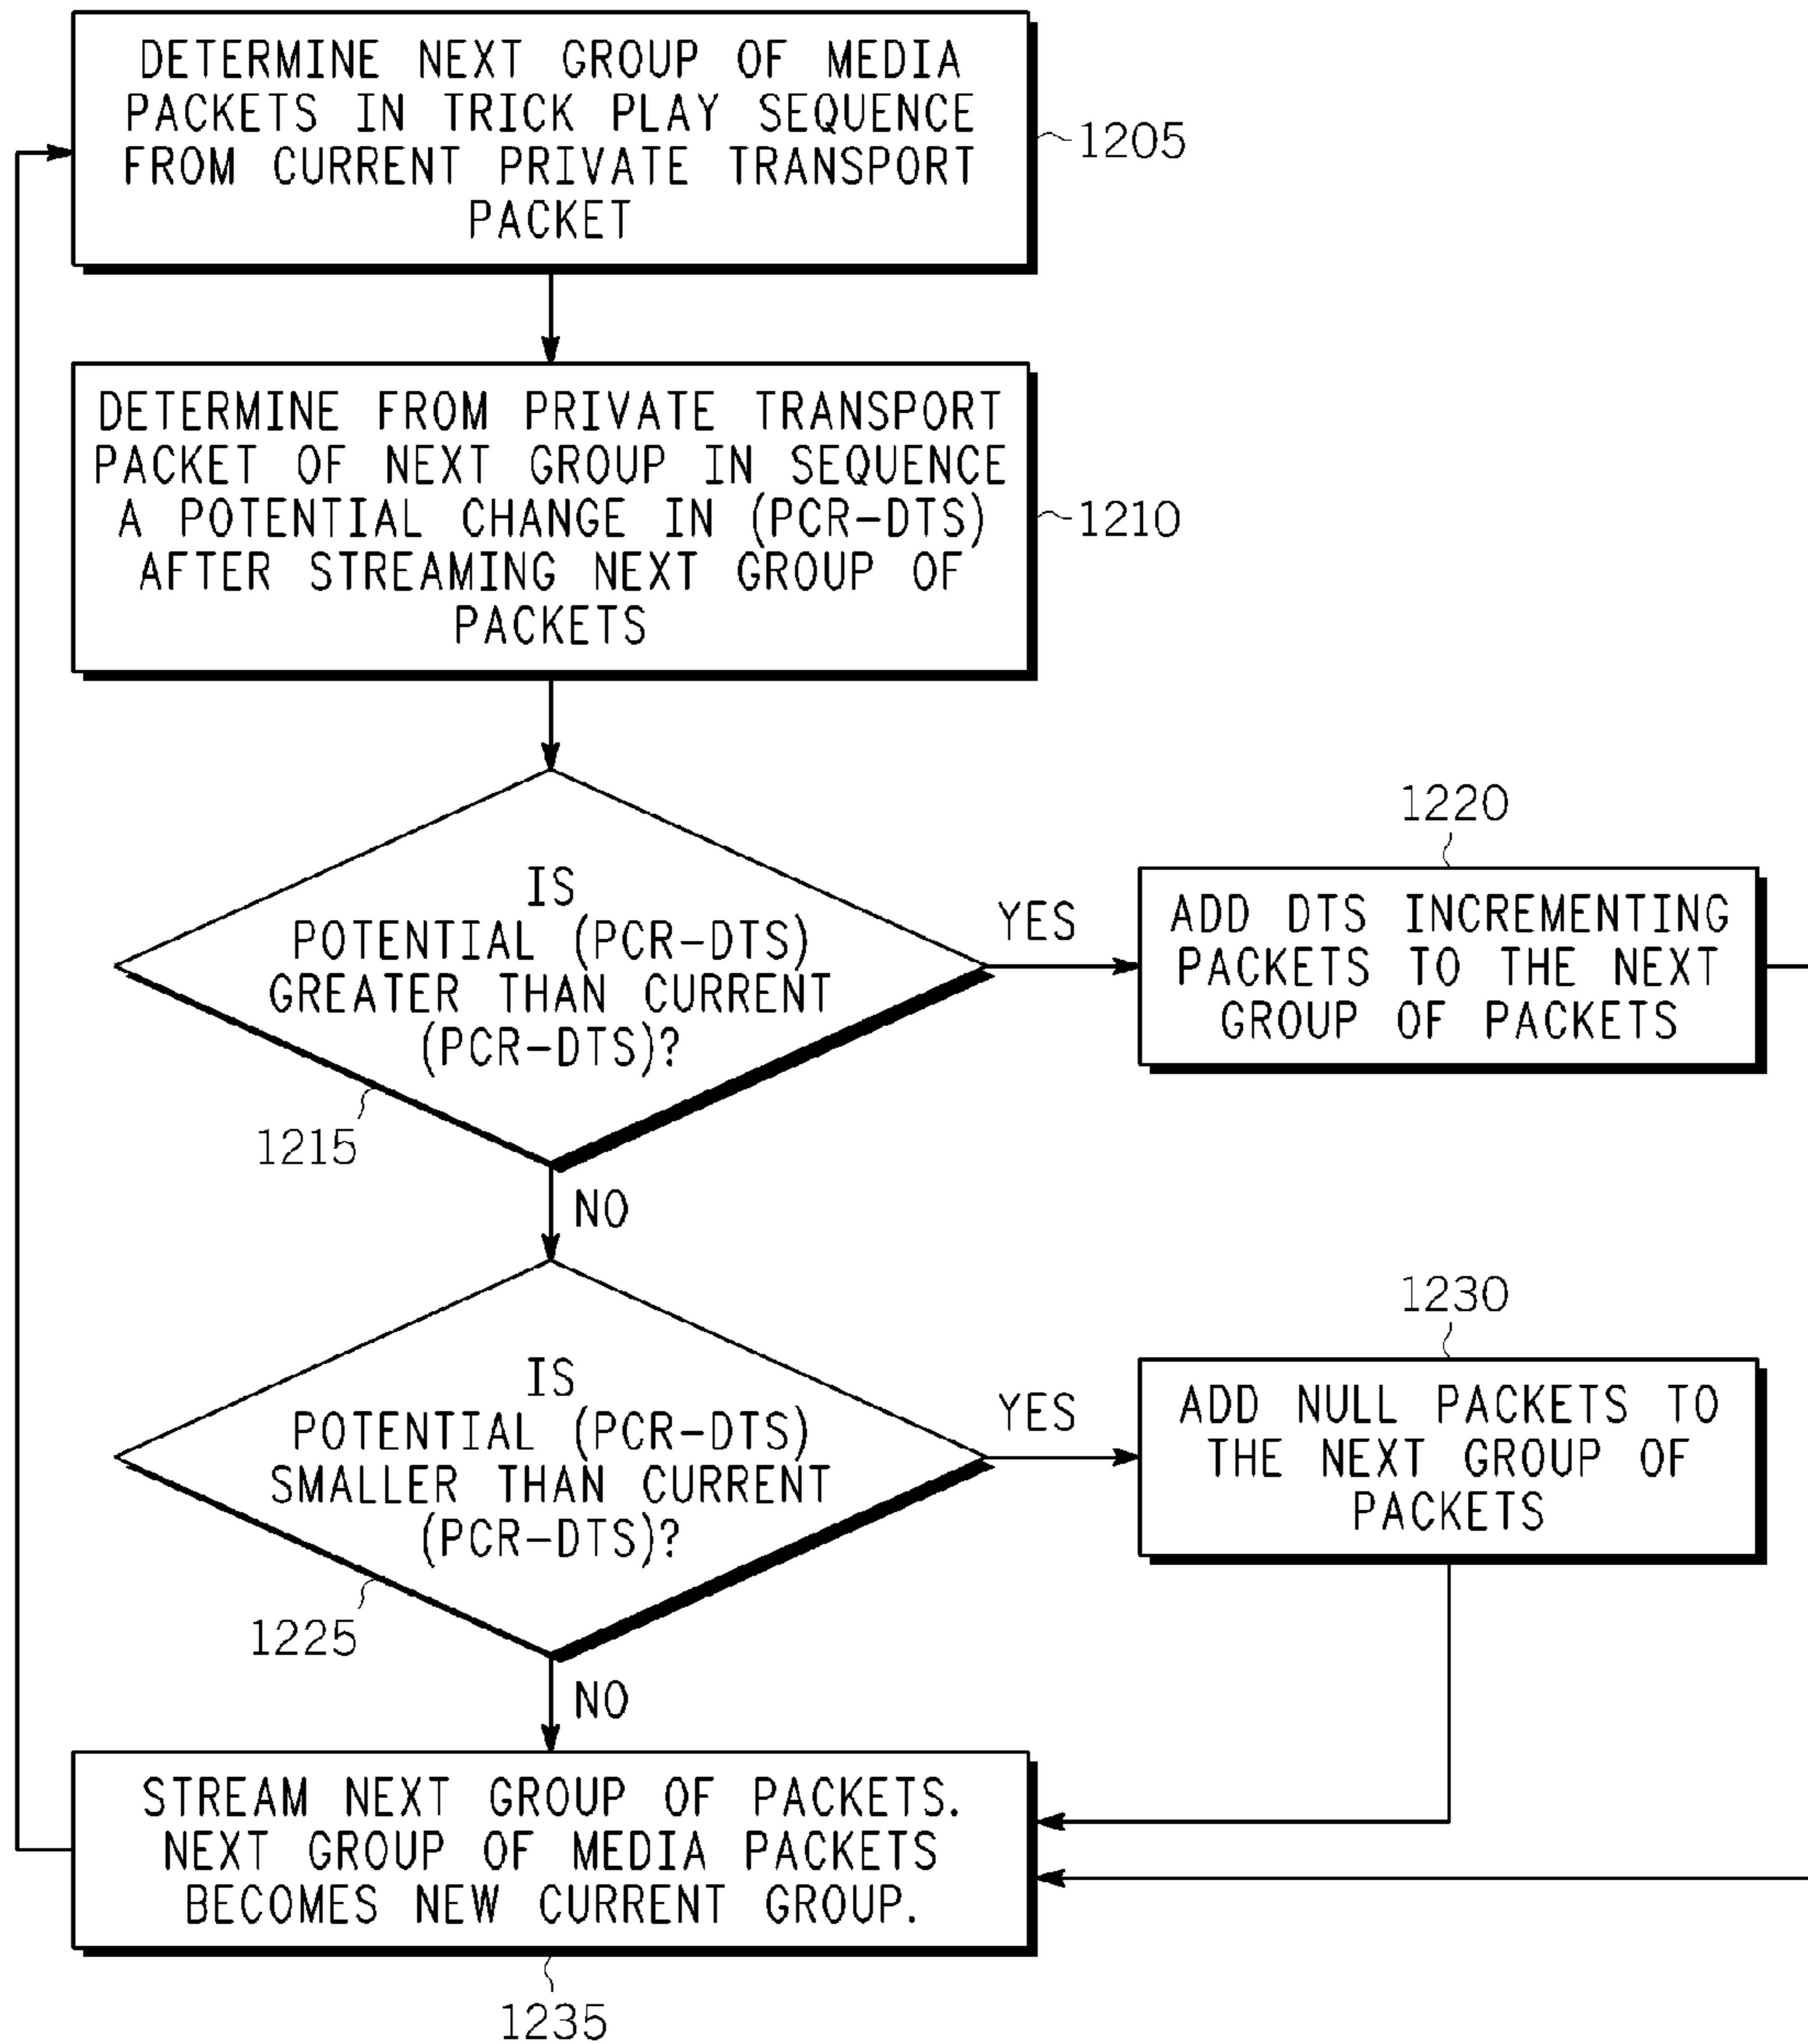 DETERMINE NEXT GROUP OF MEDIA
PACKETS IN TRICK PLAY SEQUENCE
FROM CURRENT PRIVATE TRANSPORT
PACKET
1205
DETERMINE FROM PRIVATE TRANSPORT
PACKET OF NEXT GROUP IN SEQUENCE
A POTENTIAL CHANGE IN (PCR-DTS)
AFTER STREAMING NEXT GROUP OF
PACKETS
1210
IS
POTENTIAL (PCR-DTS)
GREATER THAN CURRENT
(PCR-DTS)?
1215
YES
1220
ADD DTS INCREMENTING
PACKETS TO THE NEXT
GROUP OF PACKETS
NO
IS
POTENTIAL (PCR-DTS)
SMALLER THAN CURRENT
(PCR-DTS)?
1225
YES
1230
ADD NULL PACKETS TO
THE NEXT GROUP OF
PACKETS
NO
STREAM NEXT GROUP OF PACKETS.
NEXT GROUP OF MEDIA PACKETS
BECOMES NEW CURRENT GROUP.
1235